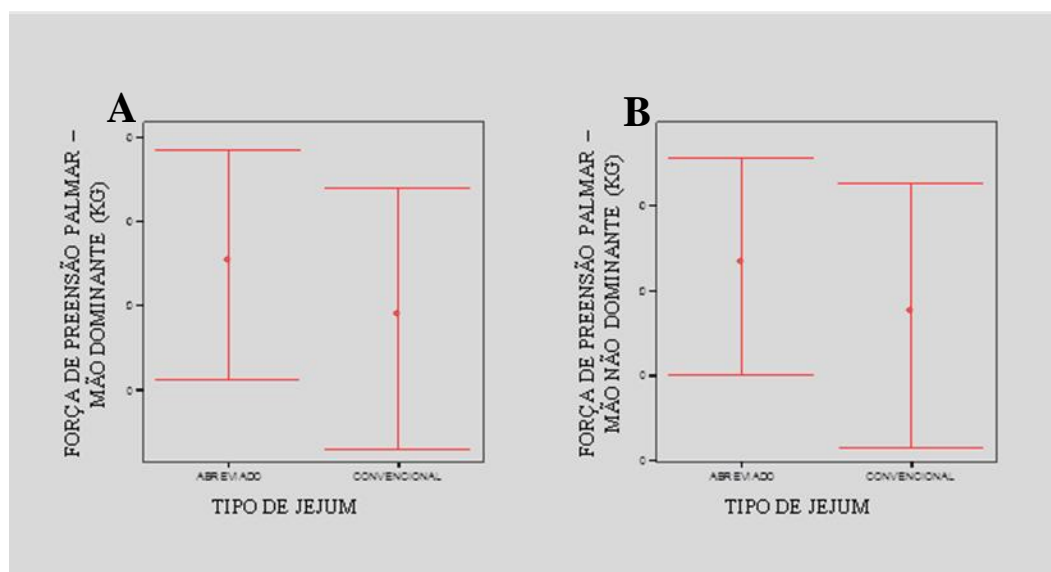 A
FORÇA DE PREENSÃO PALMAR –
MÃO DOMINANTE (KG)
ABREVIADO
CONVENCIONAL
TIPO DE JEJUM
B
FORÇA DE PREENSÃO PALMAR –
MÃO NÃO DOMINANTE (KG)
ABREVIADO
CONVENCIONAL
TIPO DE JEJUM